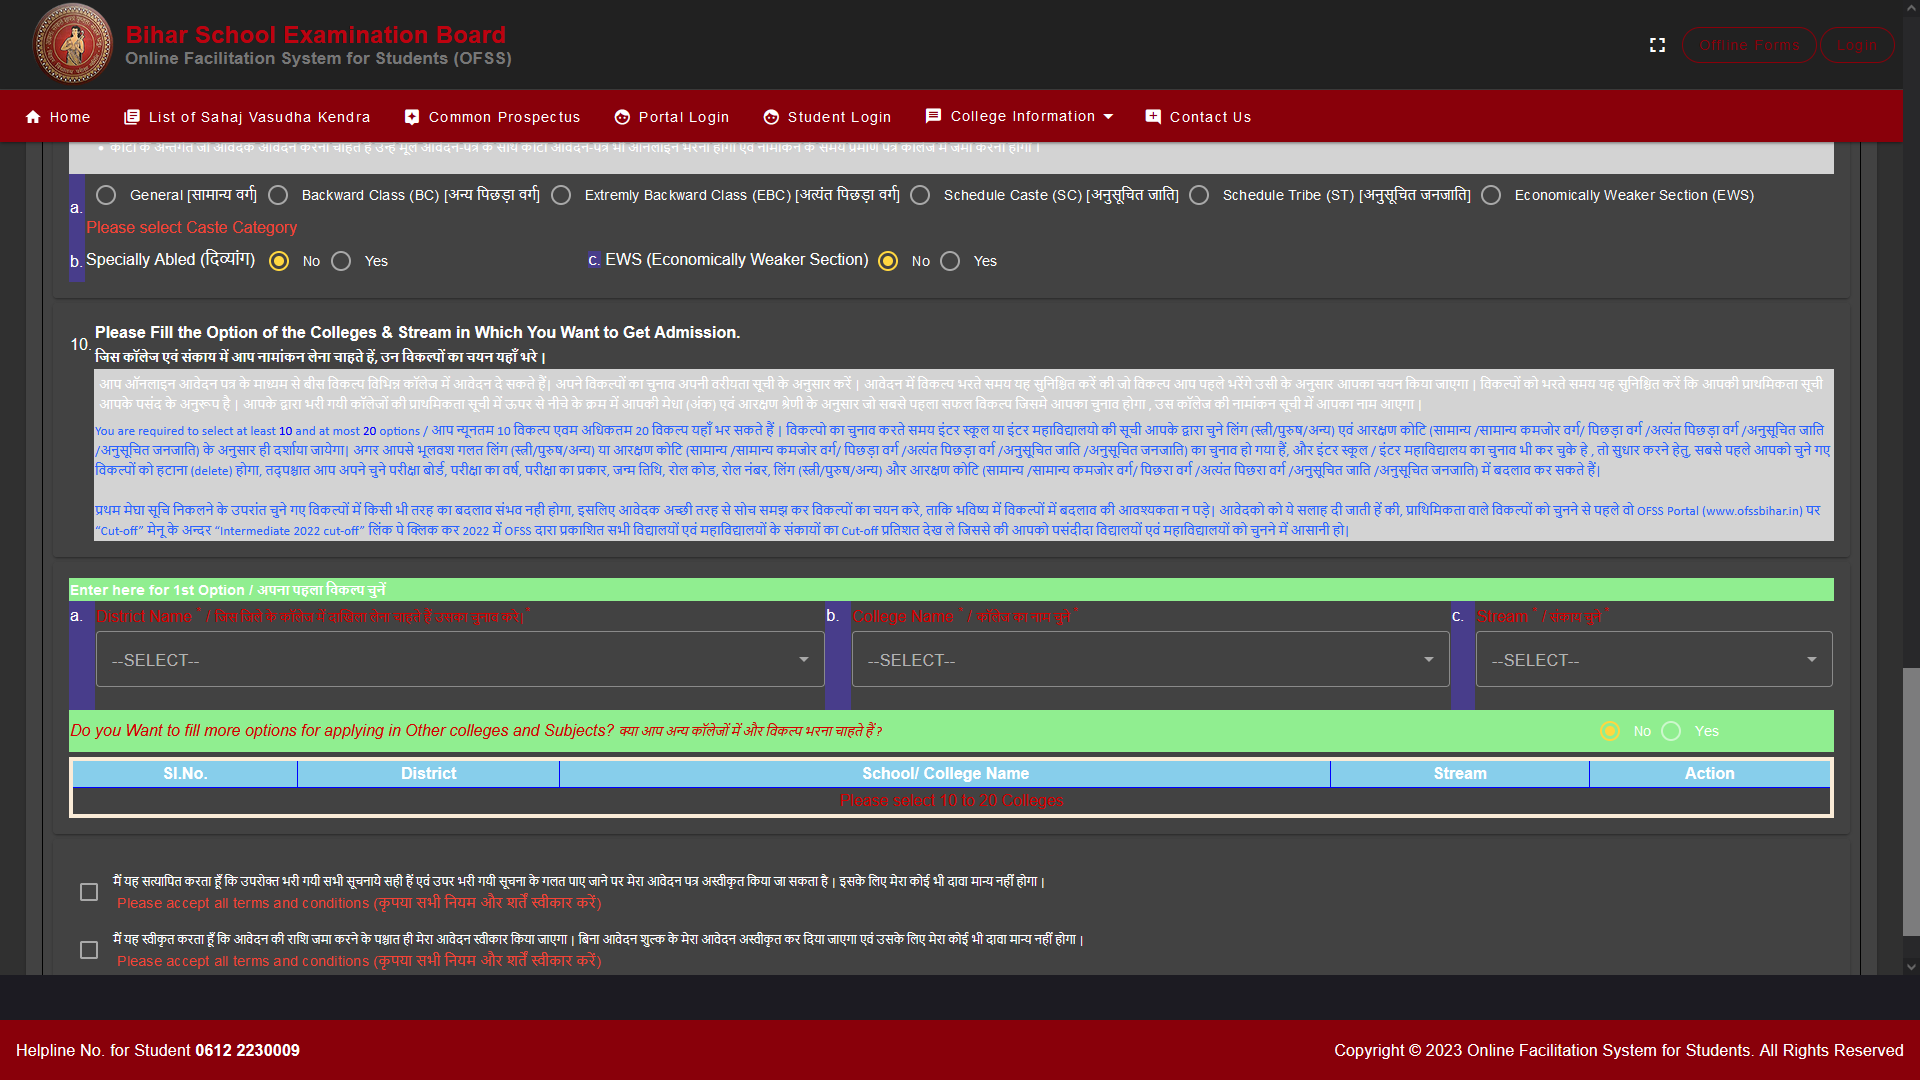 Bihar School Examination Board
Online Facilitation System for Students (OFSS)
Offline Forms
Login
Home
List of Sahaj Vasudha Kendra
Common Prospectus
Portal Login
Student Login
College Information
Contact Us
कोटा के अन्तर्गत जो आवेदक आवेदन करना चाहते हैं उन्हें मूल आवेदन-पत्र के साथ कोटा आवेदन-पत्र भी ऑनलाइन भरना होगा एवं नामांकन के समय प्रमाण पत्र कॉलेज में जमा करना होगा ।
a. General [सामान्य वर्ग] Backward Class (BC) [अन्य पिछड़ा वर्ग] Extremly Backward Class (EBC) [अत्यंत पिछड़ा वर्ग] Schedule Caste (SC) [अनुसूचित जाति] Schedule Tribe (ST) [अनुसूचित जनजाति] Economically Weaker Section (EWS)
Please select Caste Category
b. Specially Abled (दिव्यांग) No Yes c. EWS (Economically Weaker Section) No Yes
10. Please Fill the Option of the Colleges & Stream in Which You Want to Get Admission.
जिस कॉलेज एवं संकाय में आप नामांकन लेना चाहते हें, उन विकल्पों का चयन यहाँ भरे |
आप ऑनलाइन आवेदन पत्र के माध्यम से बीस विकल्प विभिन्न कॉलेज में आवेदन दे सकते हैं| अपने विकल्पों का चुनाव अपनी वरीयता सूची के अनुसार करें | आवेदन में विकल्प भरते समय यह सुनिश्चित करें की जो विकल्प आप पहले भरेंगे उसी के अनुसार आपका चयन किया जाएगा | विकल्पों को भरते समय यह सुनिश्चित करें कि आपकी प्राथमिकता सूची
आपके पसंद के अनुरूप है | आपके द्वारा भरी गयी कॉलेजों की प्राथमिकता सूची में ऊपर से नीचे के क्रम में आपकी मेधा (अंक) एवं आरक्षण श्रेणी के अनुसार जो सबसे पहला सफल विकल्प जिसमे आपका चुनाव होगा , उस कॉलेज की नामांकन सूची में आपका नाम आएगा |
You are required to select at least 10 and at most 20 options / आप न्यूनतम 10 विकल्प एवम अधिकतम 20 विकल्प यहाँ भर सकते हैं | विकल्पो का चुनाव करते समय इंटर स्कूल या इंटर महाविद्यालयो की सूची आपके द्वारा चुने लिंग (स्त्री/पुरुष/अन्य) एवं आरक्षण कोटि (सामान्य /सामान्य कमजोर वर्ग/ पिछड़ा वर्ग /अत्यंत पिछड़ा वर्ग /अनुसूचित जाति
/अनुसूचित जनजाति) के अनुसार ही दर्शाया जायेगा। अगर आपसे भूलवश गलत लिंग (स्त्री/पुरुष/अन्य) या आरक्षण कोटि (सामान्य /सामान्य कमजोर वर्ग/ पिछड़ा वर्ग /अत्यंत पिछड़ा वर्ग /अनुसूचित जाति /अनुसूचित जनजाति) का चुनाव हो गया हैं, और इंटर स्कूल / इंटर महाविद्यालय का चुनाव भी कर चुके हे , तो सुधार करने हेतु, सबसे पहले आपको चुने गए
विकल्पों को हटाना (delete) होगा, तदृपश्चात आप अपने चुने परीक्षा बोर्ड, परीक्षा का वर्ष, परीक्षा का प्रकार, जन्म तिथि, रोल कोड, रोल नंबर, लिंग (स्त्री/पुरुष/अन्य) और आरक्षण कोटि (सामान्य /सामान्य कमजोर वर्ग/ पिछरा वर्ग /अत्यंत पिछरा वर्ग /अनुसूचित जाति /अनुसूचित जनजाति) में बदलाव कर सकते हैं|
प्रथम मेघा सूचि निकलने के उपरांत चुने गए विकल्पों में किसी भी तरह का बदलाव संभव नही होगा, इसलिए आवेदक अच्छी तरह से सोच समझ कर विकल्पों का चयन करे, ताकि भविष्य में विकल्पों में बदलाव की आवश्यकता न पड़े| आवेदको को ये सलाह दी जाती हें की, प्राथिमिकता वाले विकल्पों को चुनने से पहले वो OFSS Portal (www.ofssbihar.in) पर
“Cut-off” मेनू के अन्दर “Intermediate 2022 cut-off” लिंक पे क्लिक कर 2022 में OFSS दारा प्रकाशित सभी विद्यालयों एवं महाविद्यालयों के संकायों का Cut-off प्रतिशत देख ले जिससे की आपको पसंदीदा विद्यालयों एवं महाविद्यालयों को चुनने में आसानी हो|
Enter here for 1st Option / अपना पहला विकल्प चुनें
a. District Name * / जिस जिले के कॉलेज में दाखिला लेना चाहते हैं उसका चुनाव करें| * b. College Name * / कॉलेज का नाम चुनें * c. Stream * / संकाय चुनें *
--SELECT-- --SELECT-- --SELECT--
Do you Want to fill more options for applying in Other colleges and Subjects? क्या आप अन्य कॉलेजों में और विकल्प भरना चाहते हैं ? No Yes
Sl.No. District School/ College Name Stream Action
Please select 10 to 20 Colleges
मैं यह सत्यापित करता हूँ कि उपरोक्त भरी गयी सभी सूचनाये सही हैं एवं उपर भरी गयी सूचना के गलत पाए जाने पर मेरा आवेदन पत्र अस्वीकृत किया जा सकता है | इसके लिए मेरा कोई भी दावा मान्य नहीं होगा |
Please accept all terms and conditions (कृपया सभी नियम और शर्तें स्वीकार करें)
मैं यह स्वीकृत करता हूँ कि आवेदन की राशि जमा करने के पश्चात ही मेरा आवेदन स्वीकार किया जाएगा | बिना आवेदन शुल्क के मेरा आवेदन अस्वीकृत कर दिया जाएगा एवं उसके लिए मेरा कोई भी दावा मान्य नहीं होगा |
Please accept all terms and conditions (कृपया सभी नियम और शर्तें स्वीकार करें)
Helpline No. for Student 0612 2230009
Copyright © 2023 Online Facilitation System for Students. All Rights Reserved